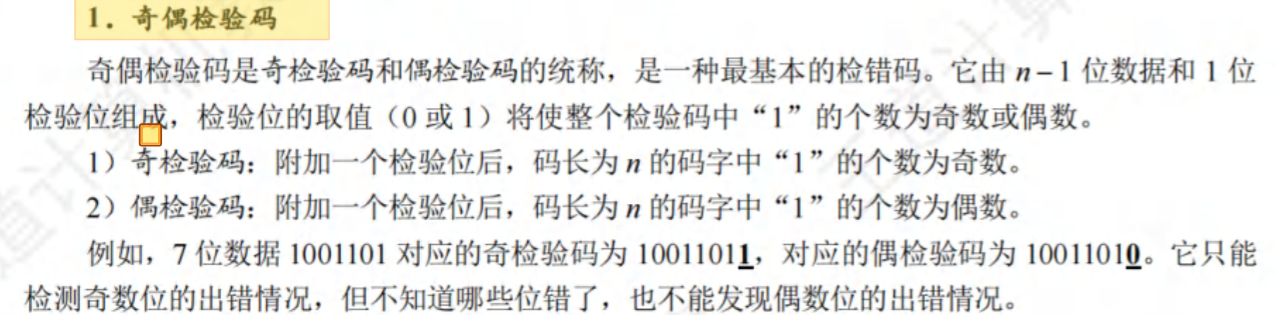 1．奇偶检验码
奇偶检验码是奇检验码和偶检验码的统称，是一种最基本的检错码。它由 n－1 位数据和 1 位
检验位组成，检验位的取值（0 或 1）将使整个检验码中“1”的个数为奇数或偶数。
1）奇检验码：附加一个检验位后，码长为 n 的码字中“1”的个数为奇数。
2）偶检验码：附加一个检验位后，码长为 n 的码字中“1”的个数为偶数。
例如，7 位数据 1001101 对应的奇检验码为 10011011，对应的偶检验码为 10011010。它只能
检测奇数位的出错情况，但不知道哪些位错了，也不能发现偶数位的出错情况。